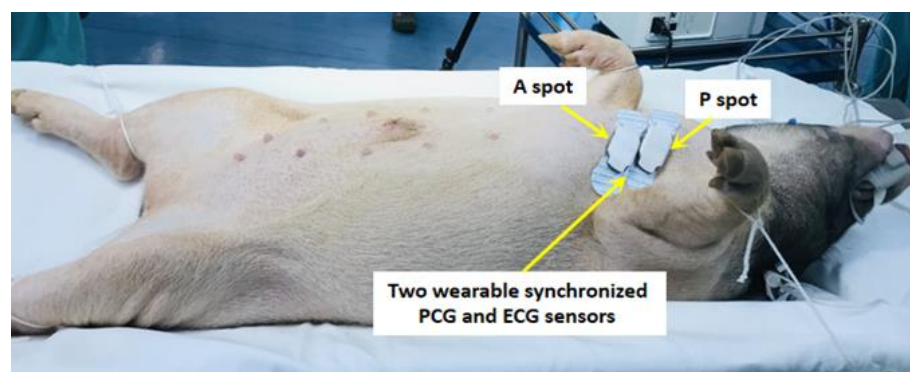 A spot
P spot
Two wearable synchronized
PCG and ECG sensors